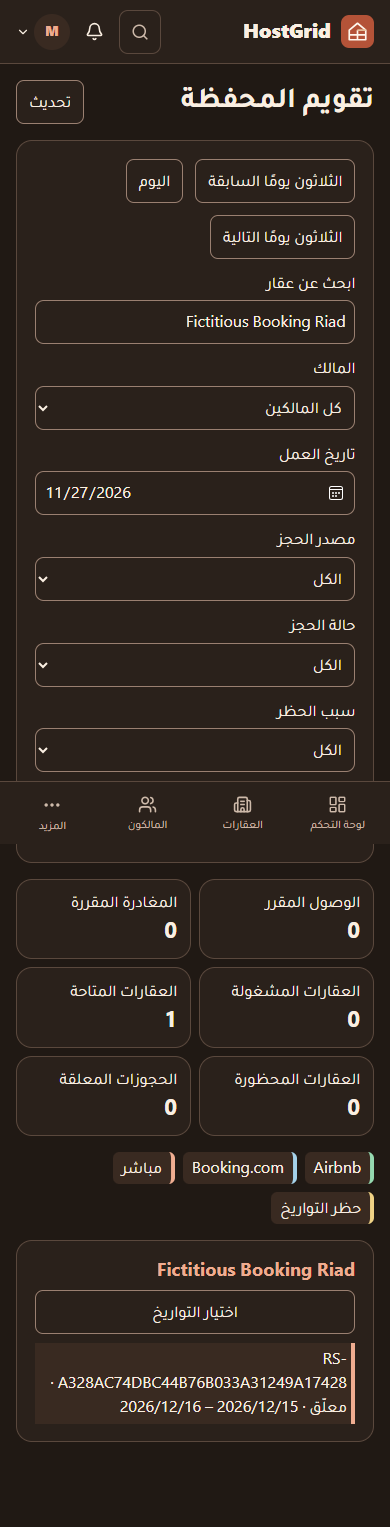 HostGrid
M
تقويم المحفظة
تحديث
الثلاثون يومًا السابقة
اليوم
الثلاثون يومًا التالية
ابحث عن عقار
Fictitious Booking Riad
المالك
كل المالكين
تاريخ العمل
11/27/2026
مصدر الحجز
الكل
حالة الحجز
الكل
سبب الحظر
الكل
لوحة التحكم
العقارات
المالكون
المزيد
الوصول المقرر
0
المغادرة المقررة
0
العقارات المشغولة
0
العقارات المتاحة
1
العقارات المحظورة
0
الحجوزات المعلقة
0
Airbnb
Booking.com
مباشر
حظر التواريخ
Fictitious Booking Riad
اختيار التواريخ
RS-
A328AC74DBC44B76B033A31249A17428 ·
معلّق · 2026/12/15 – 2026/12/16